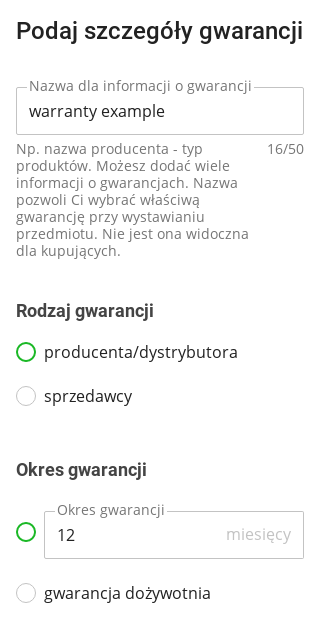 Podaj szczegóły gwarancji
Nazwa dla informacji o gwarancji
warranty example
Np. nazwa producenta - typ 16/50
produktów. Możesz dodać wiele
informacji o gwarancjach. Nazwa
pozwoli Ci wybrać właściwą
gwarancję przy wystawianiu
przedmiotu. Nie jest ona widoczna
dla kupujących.
Rodzaj gwarancji
producenta/dystrybutora
sprzedawcy
Okres gwarancji
Okres gwarancji
12 miesięcy
gwarancja dożywotnia